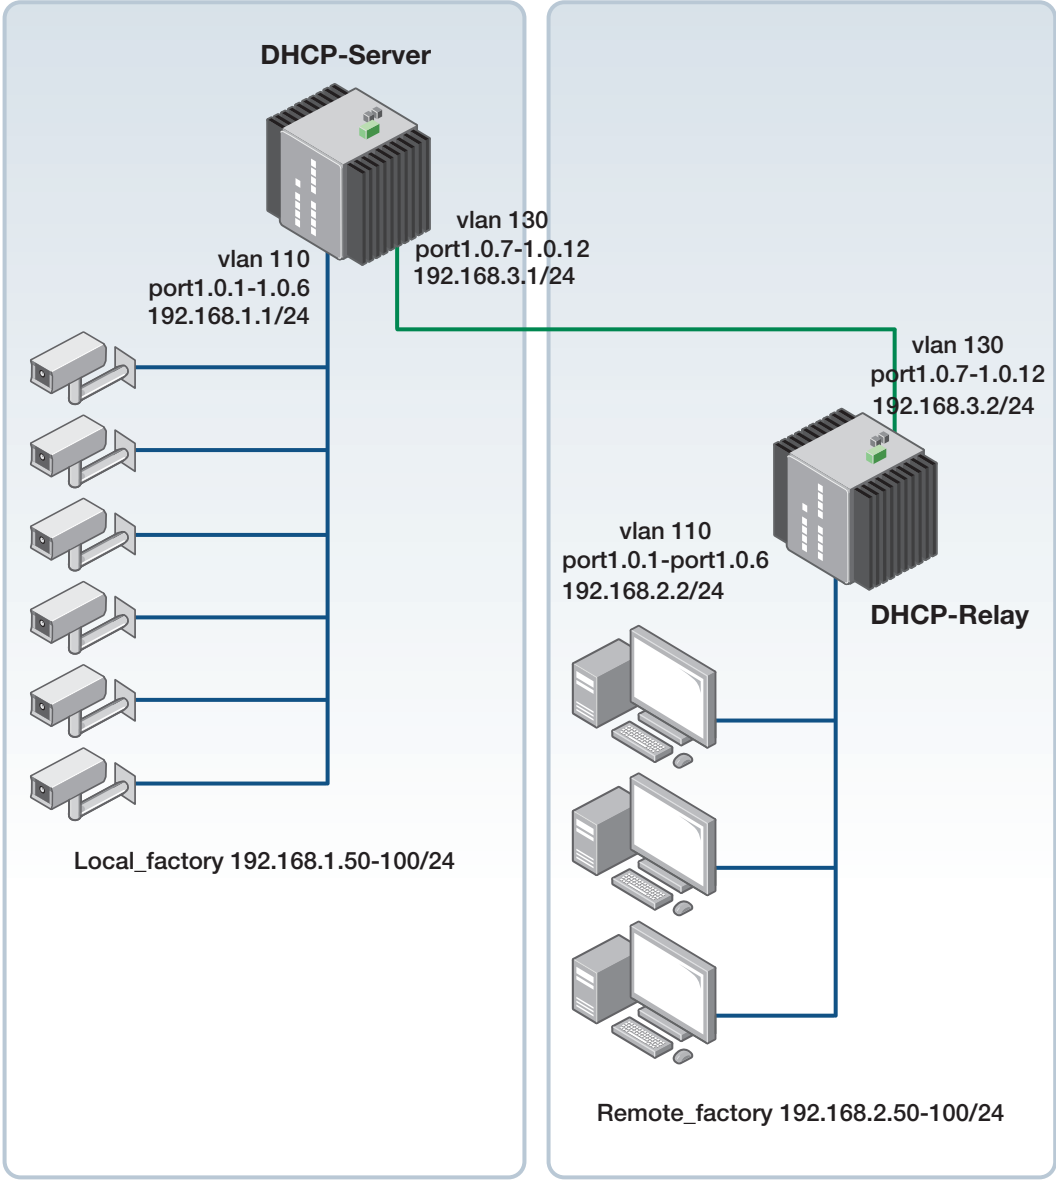 DHCP-Server
vlan 130
port1.0.7-1.0.12
192.168.3.1/24
vlan 110
port1.0.1-1.0.6
192.168.1.1/24
Local_factory 192.168.1.50-100/24
vlan 130
port1.0.7-1.0.12
192.168.3.2/24
vlan 110
port1.0.1-port1.0.6
192.168.2.2/24
DHCP-Relay
Remote_factory 192.168.2.50-100/24